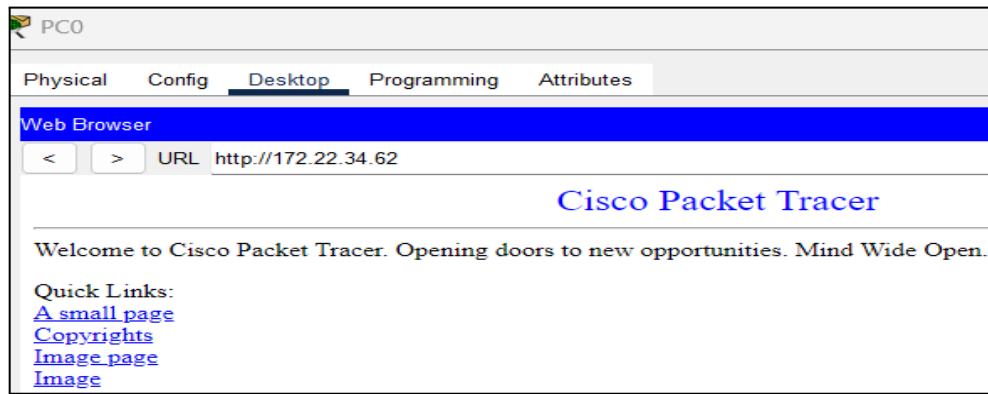 PC0
Physical Config Desktop Programming Attributes
Web Browser
< > URL http://172.22.34.62
Cisco Packet Tracer
Welcome to Cisco Packet Tracer. Opening doors to new opportunities. Mind Wide Open.
Quick Links:
A small page
Copyrights
Image page
Image